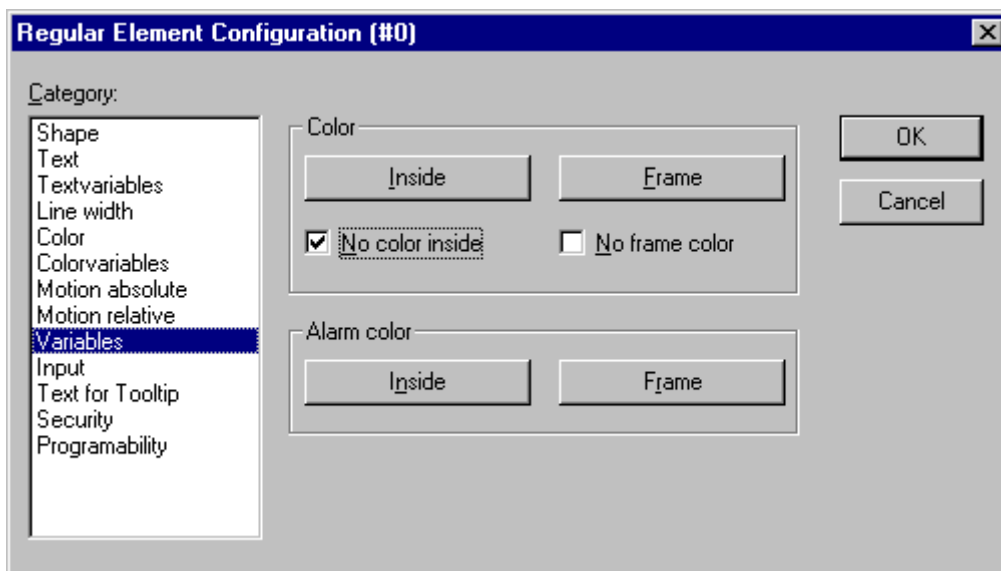 Regular Element Configuration (#0)
Category:
Shape
Text
Textvariables
Line width
Color
Colorvariables
Motion absolute
Motion relative
Variables
Input
Text for Tooltip
Security
Programability
Color
Inside
Frame
No color inside
No frame color
Alarm color
Inside
Frame
OK
Cancel